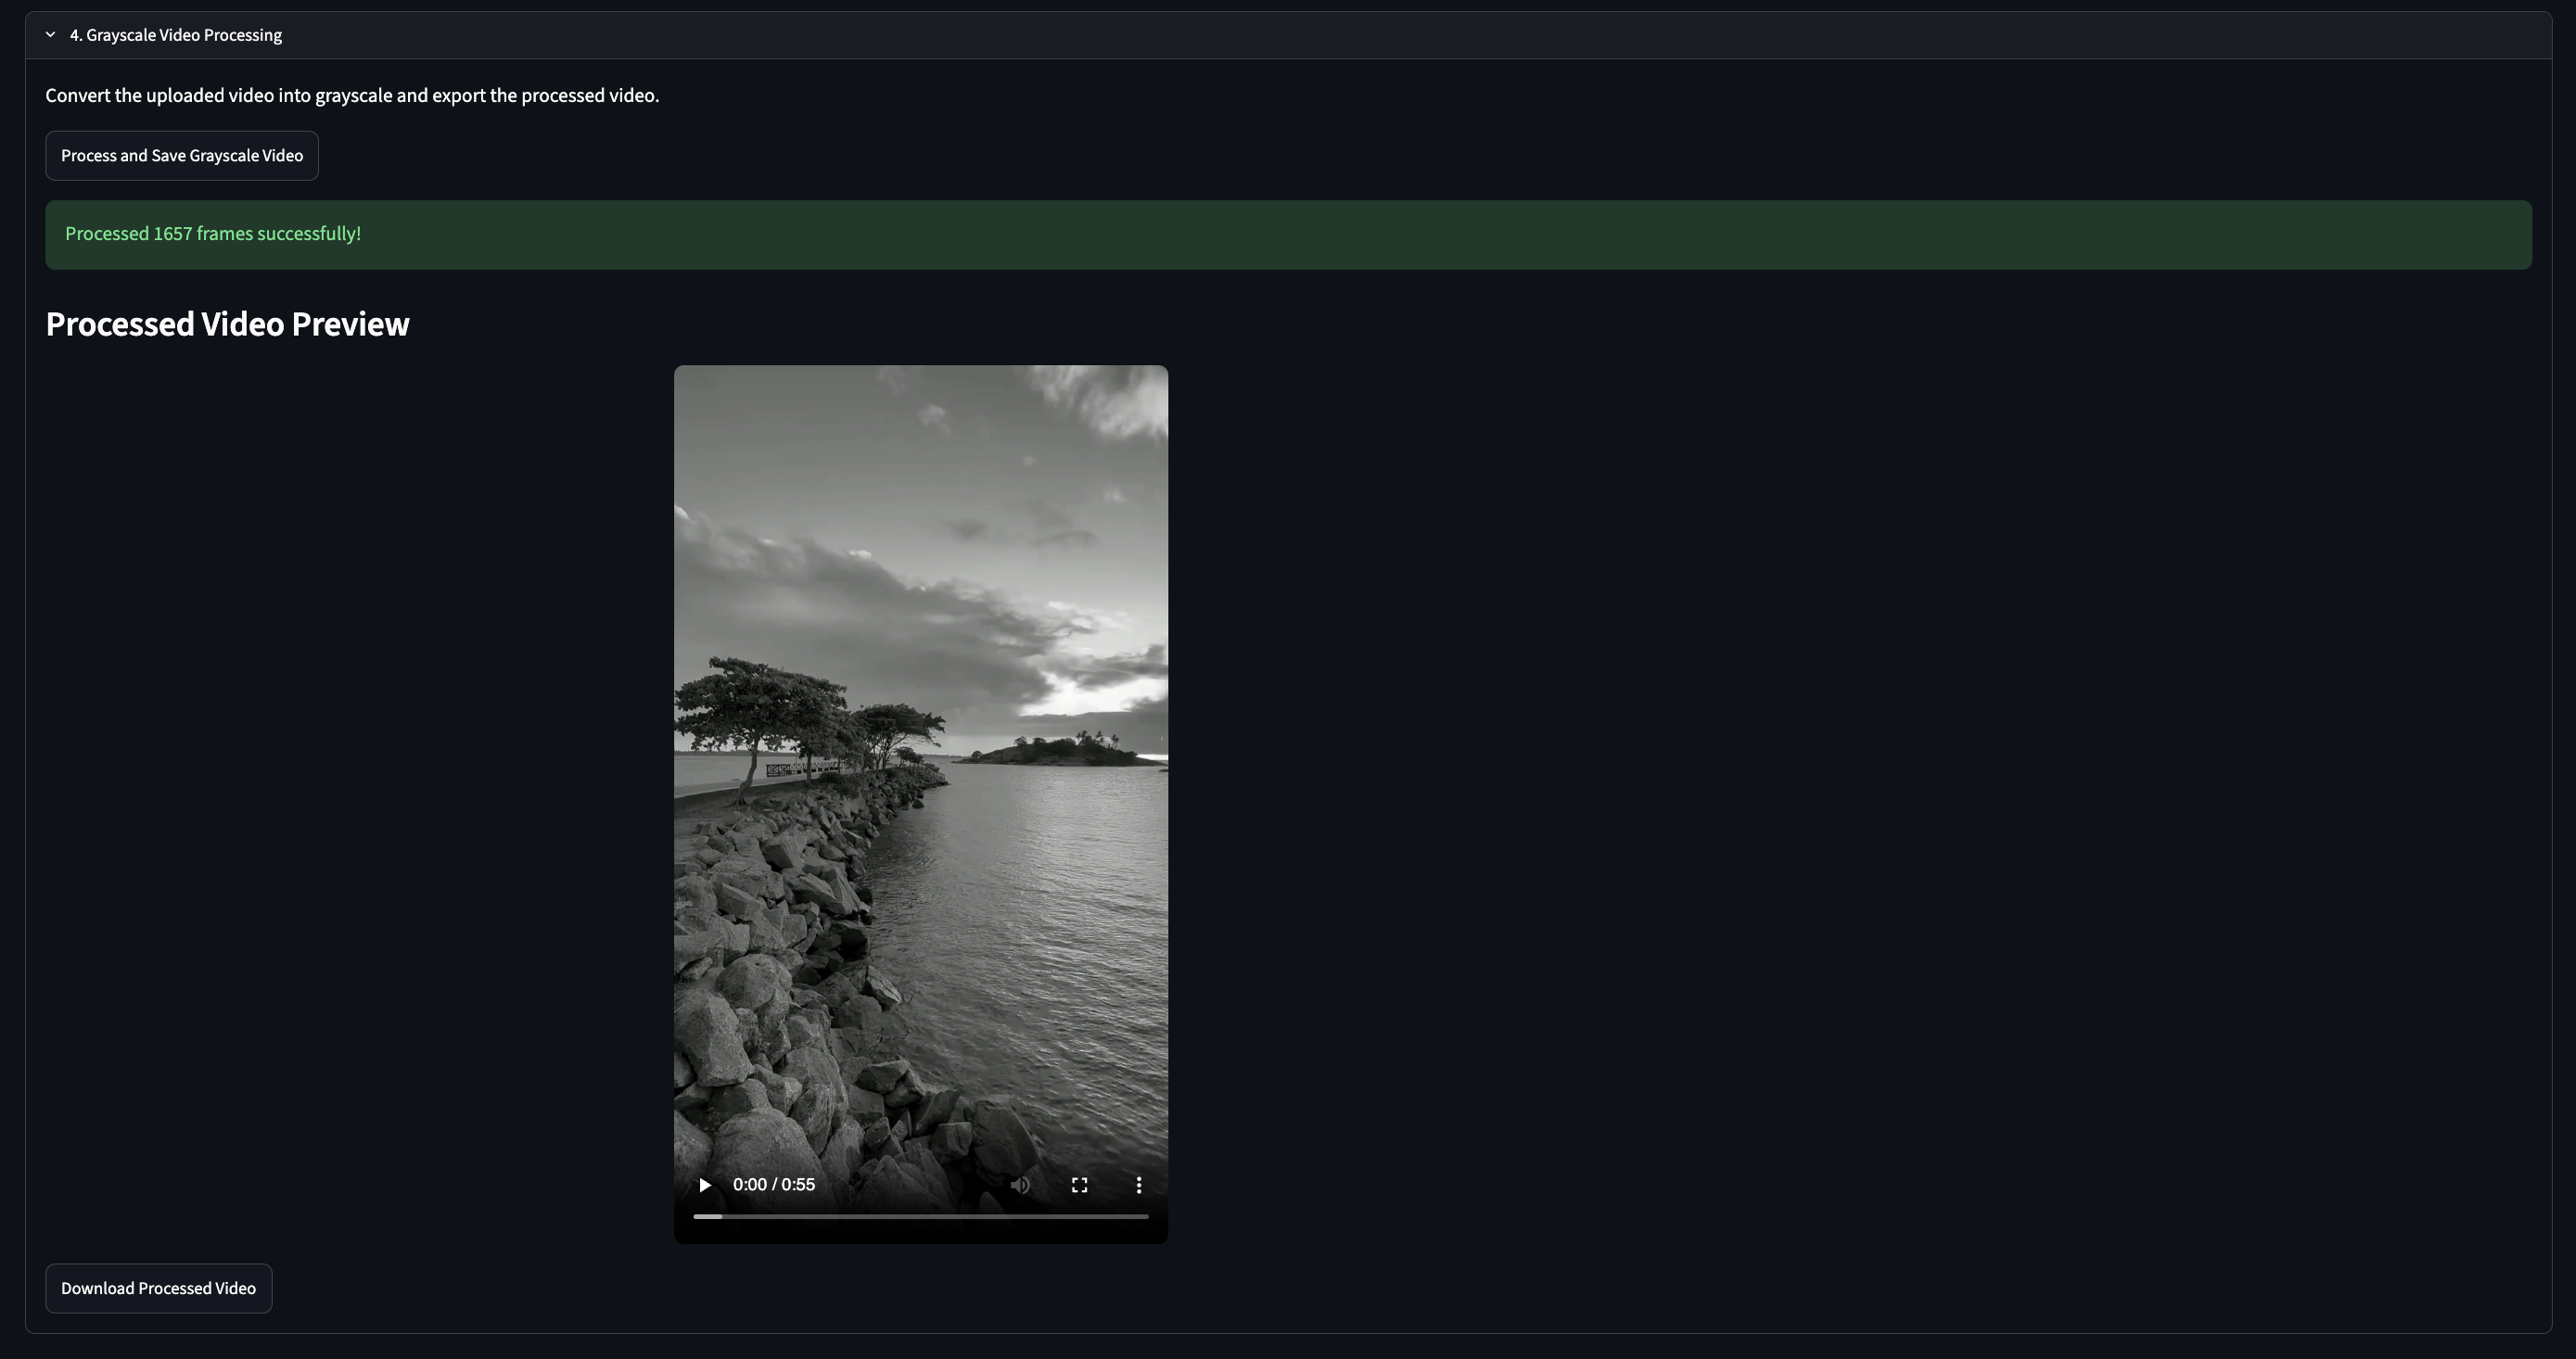 4. Grayscale Video Processing
Convert the uploaded video into grayscale and export the processed video.
Process and Save Grayscale Video
Processed 1657 frames successfully!
Processed Video Preview
0:00 / 0:55
Download Processed Video